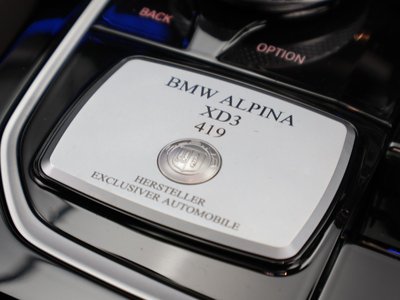 BACK
OPTION
BMW ALPINA
XD3
419
HERSTELLER
EXCLUSIVER AUTOMOBILE